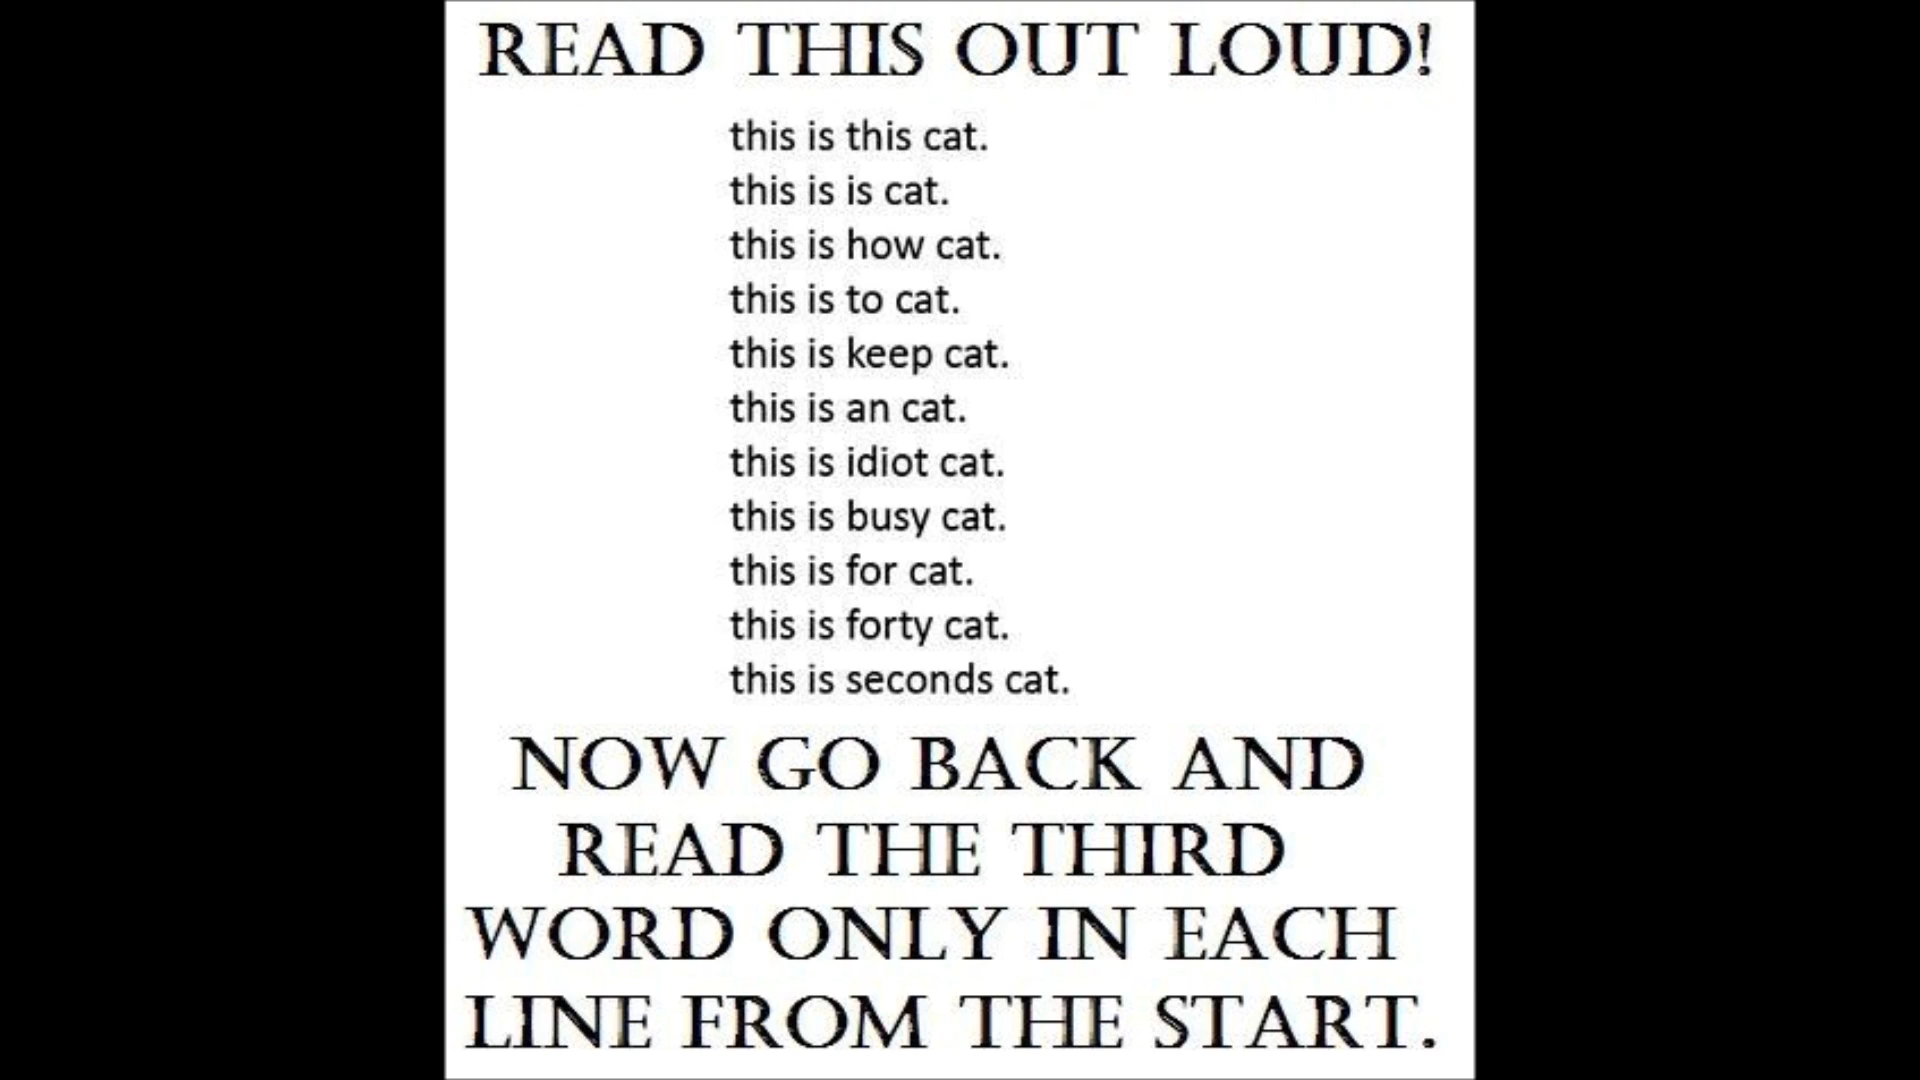 READ THIS OUT LOUD!
this is this cat.
this is is cat.
this is how cat.
this is to cat.
this is keep cat.
this is an cat.
this is idiot cat.
this is busy cat.
this is for cat.
this is forty cat.
this is seconds cat.
NOW GO BACK AND
READ THE THIRD
WORD ONLY IN EACH
LINE FROM THE START.